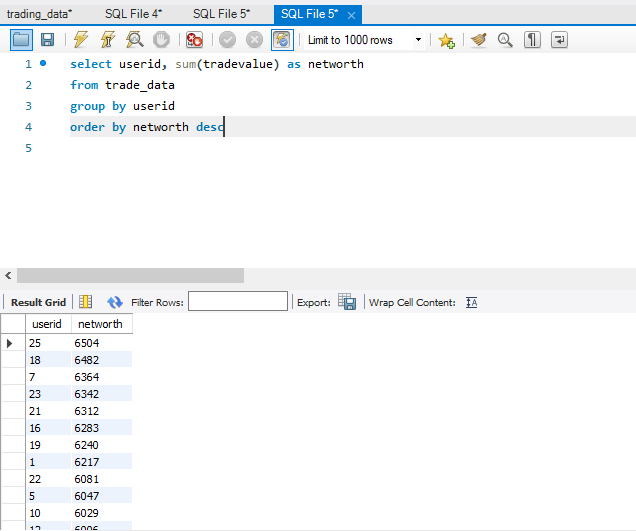 trading_data* SQL File 4* SQL File 5* SQL File 5*
Limit to 1000 rows
1 select userid, sum(tradevalue) as networth
2 from trade_data
3 group by userid
4 order by networth desc
5
Result Grid Filter Rows: Export: Wrap Cell Content:
userid networth
25 6504
18 6482
7 6364
23 6342
21 6312
16 6283
19 6240
1 6217
22 6081
5 6047
10 6029
12 6006